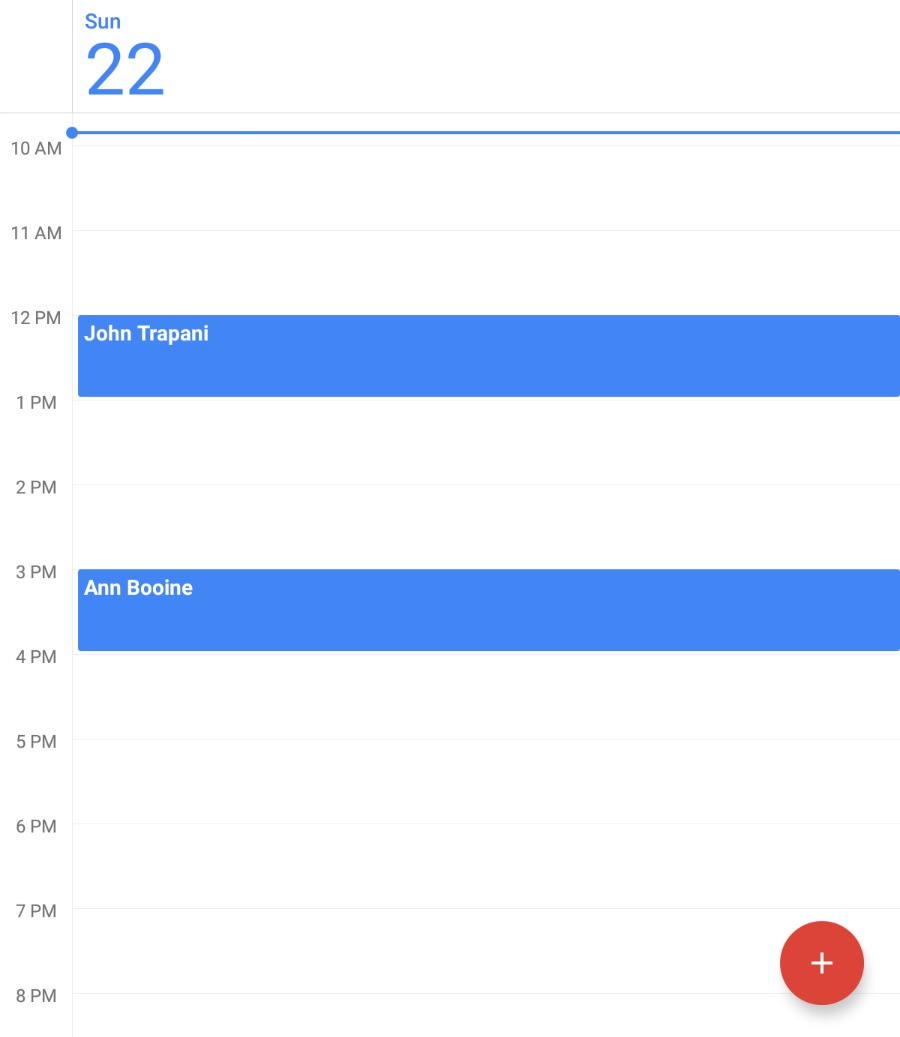 Sun
22
10 AM
11 AM
12 PM
John Trapani
1 PM
2 PM
3 PM
Ann Booine
4 PM
5 PM
6 PM
7 PM
8 PM